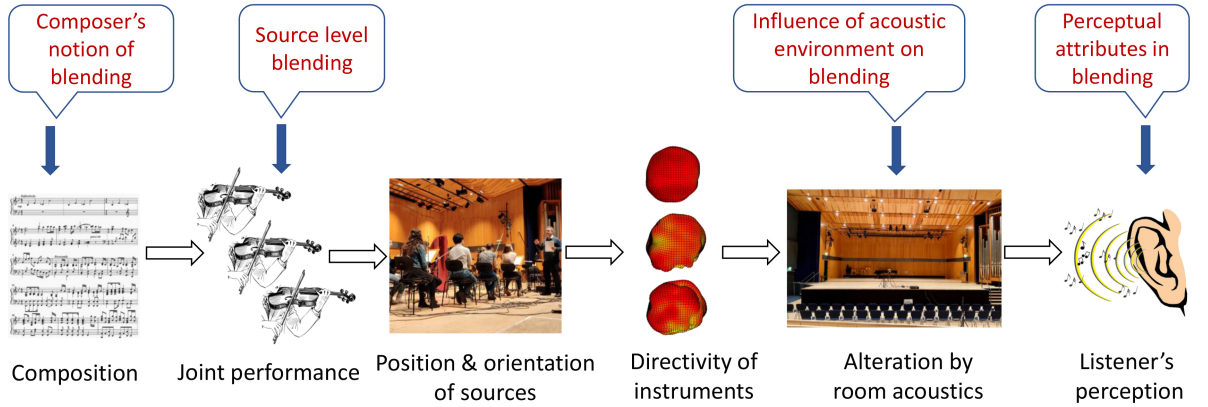 Composer's
notion of
blending
Source level
blending
Influence of acoustic
environment on
blending
Perceptual
attributes in
blending
Composition
Joint performance
Position & orientation
of sources
Directivity of
instruments
Alteration by
room acoustics
Listener's
perception